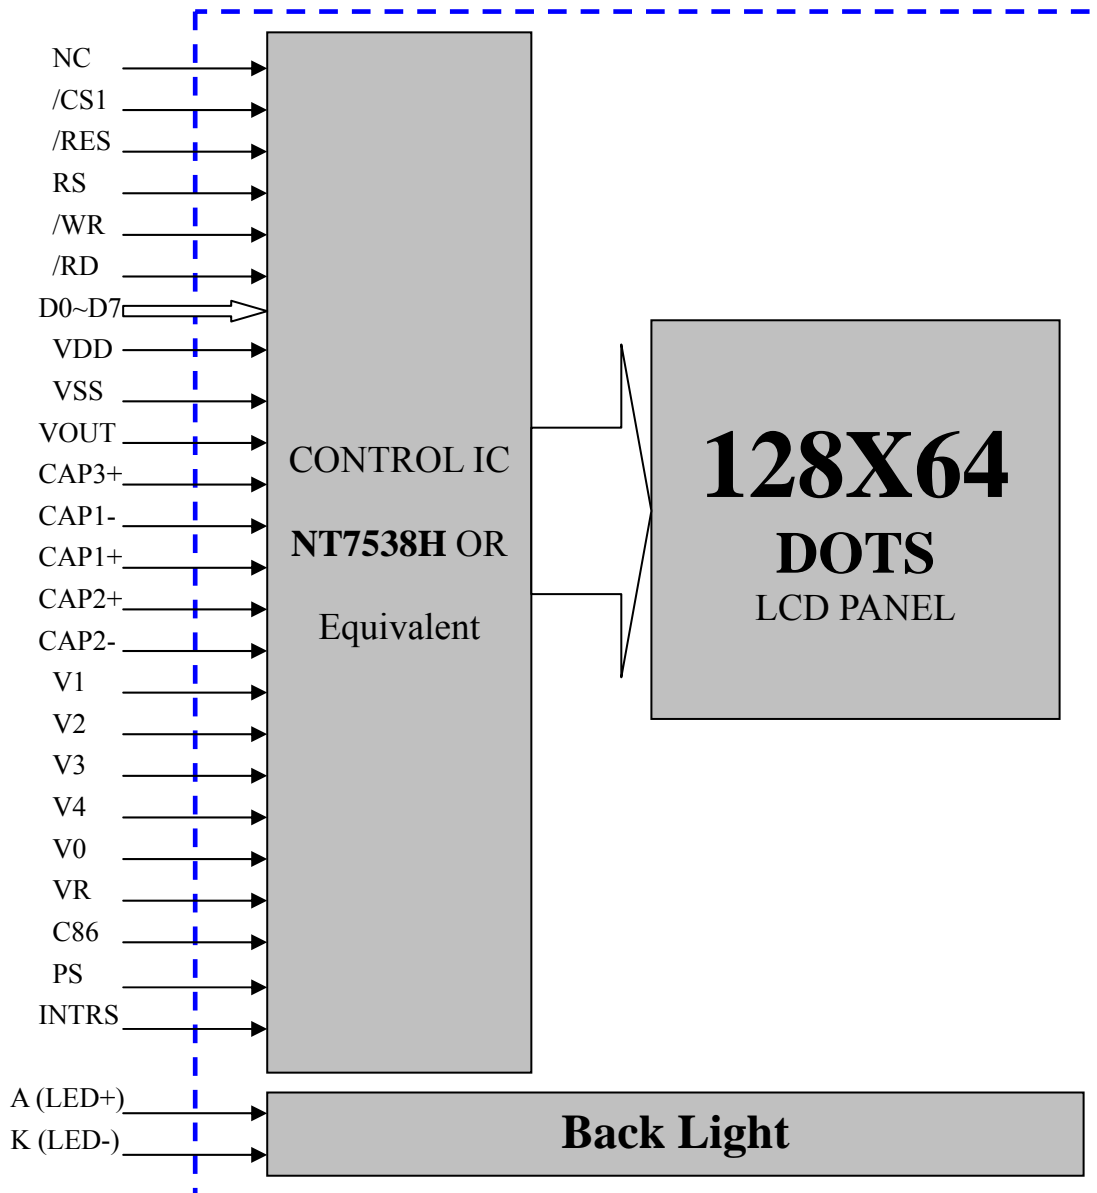 NC
/CS1
/RES
RS
/WR
/RD
D0~D7
VDD
VSS
VOUT
CAP3+
CAP1-
CAP1+
CAP2+
CAP2-
V1
V2
V3
V4
V0
VR
C86
PS
INTRS
A (LED+)
K (LED-)
CONTROL IC
NT7538H OR
Equivalent
128X64
DOTS
LCD PANEL
Back Light